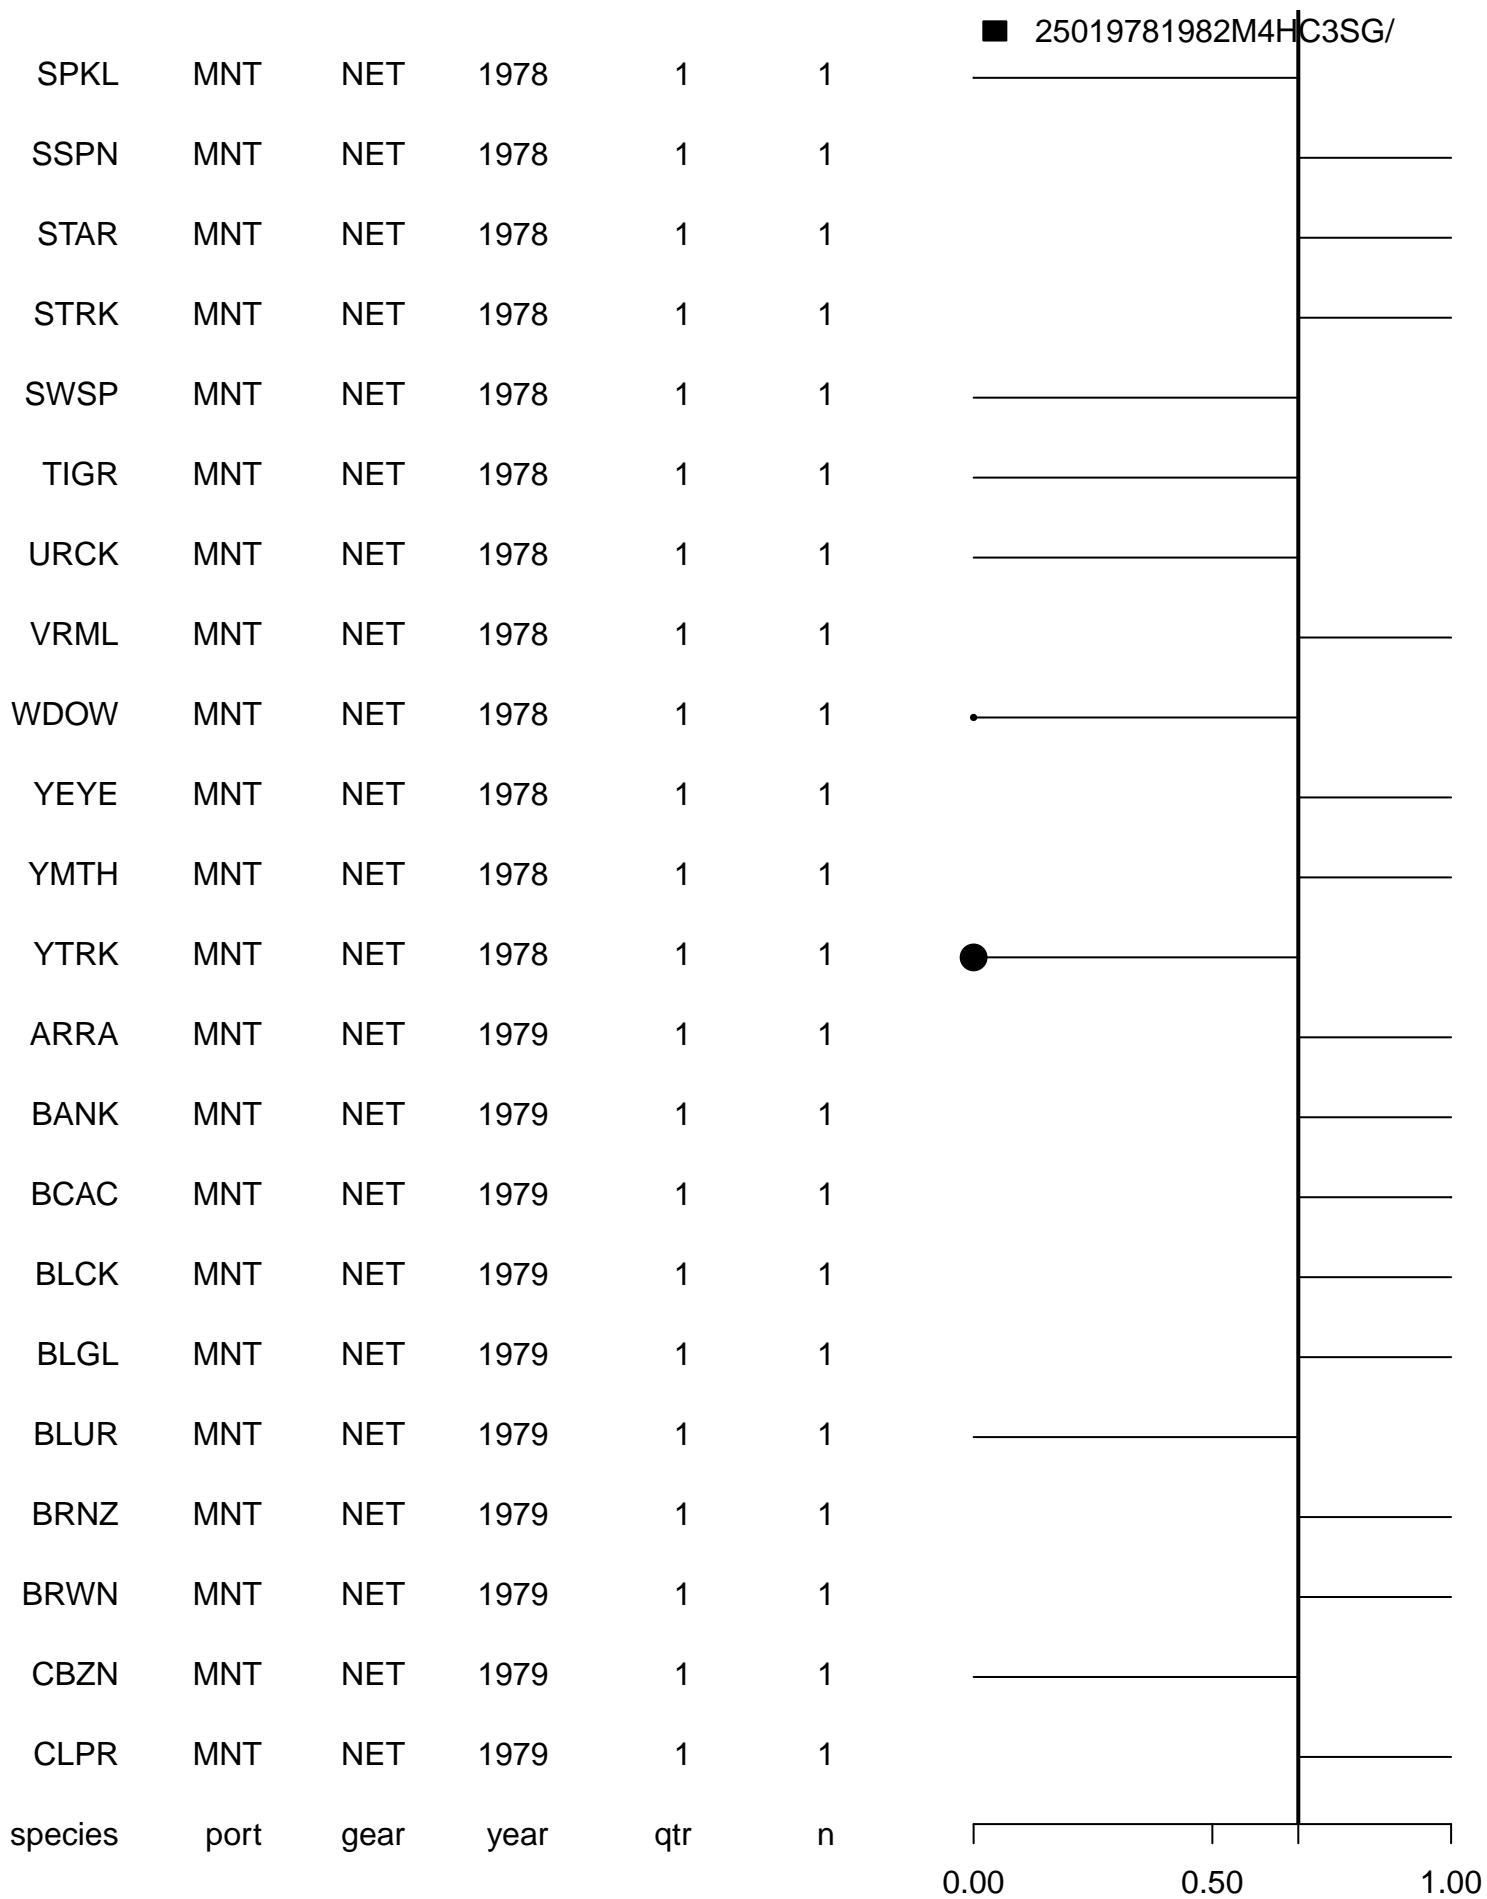 25019781982M4HC3SG/
SPKL MNT NET 1978 1 1
SSPN MNT NET 1978 1 1
STAR MNT NET 1978 1 1
STRK MNT NET 1978 1 1
SWSP MNT NET 1978 1 1
TIGR MNT NET 1978 1 1
URCK MNT NET 1978 1 1
VRML MNT NET 1978 1 1
WDOW MNT NET 1978 1 1
YEYE MNT NET 1978 1 1
YMTH MNT NET 1978 1 1
YTRK MNT NET 1978 1 1
ARRA MNT NET 1979 1 1
BANK MNT NET 1979 1 1
BCAC MNT NET 1979 1 1
BLCK MNT NET 1979 1 1
BLGL MNT NET 1979 1 1
BLUR MNT NET 1979 1 1
BRNZ MNT NET 1979 1 1
BRWN MNT NET 1979 1 1
CBZN MNT NET 1979 1 1
CLPR MNT NET 1979 1 1
species port gear year qtr n
0.00 0.50 1.00